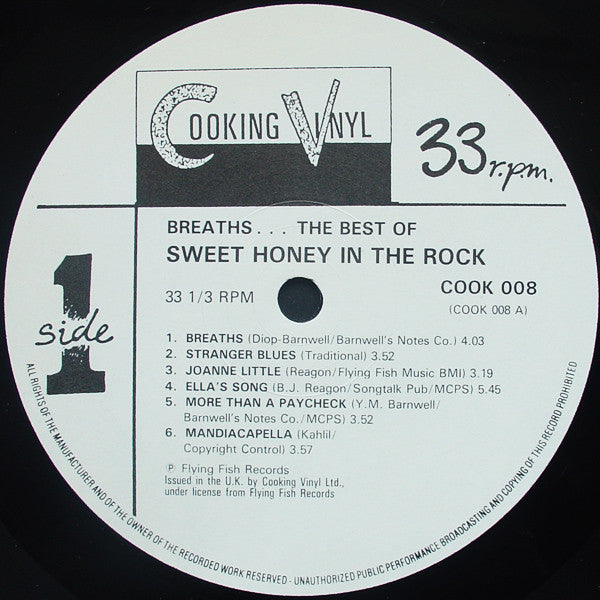 COOKING VINYL
33 r.p.m.
BREATHS... THE BEST OF
SWEET HONEY IN THE ROCK
33 1/3 RPM
COOK 008
(COOK 008 A)
1 side
1. BREATHS (Diop-Barnwell/Barnwell's Notes Co.) 4.03
2. STRANGER BLUES (Traditional) 3.52
3. JOANNE LITTLE (Reagon/Flying Fish Music BMI) 3.19
4. ELLA'S SONG (B.J. Reagon/Songtalk Pub/MCPS) 5.45
5. MORE THAN A PAYCHECK (Y.M. Barnwell/
Barnwell's Notes Co./MCPS) 3.52
6. MANDIACAPELLA (Kahlil/
Copyright Control) 3.57
℗ Flying Fish Records
Issued in the U.K. by Cooking Vinyl Ltd.,
under license from Flying Fish Records
ALL RIGHTS OF THE MANUFACTURER AND OF THE OWNER OF THE RECORDED WORK RESERVED - UNAUTHORIZED PUBLIC PERFORMANCE BROADCASTING AND COPYING OF THIS RECORD PROHIBITED